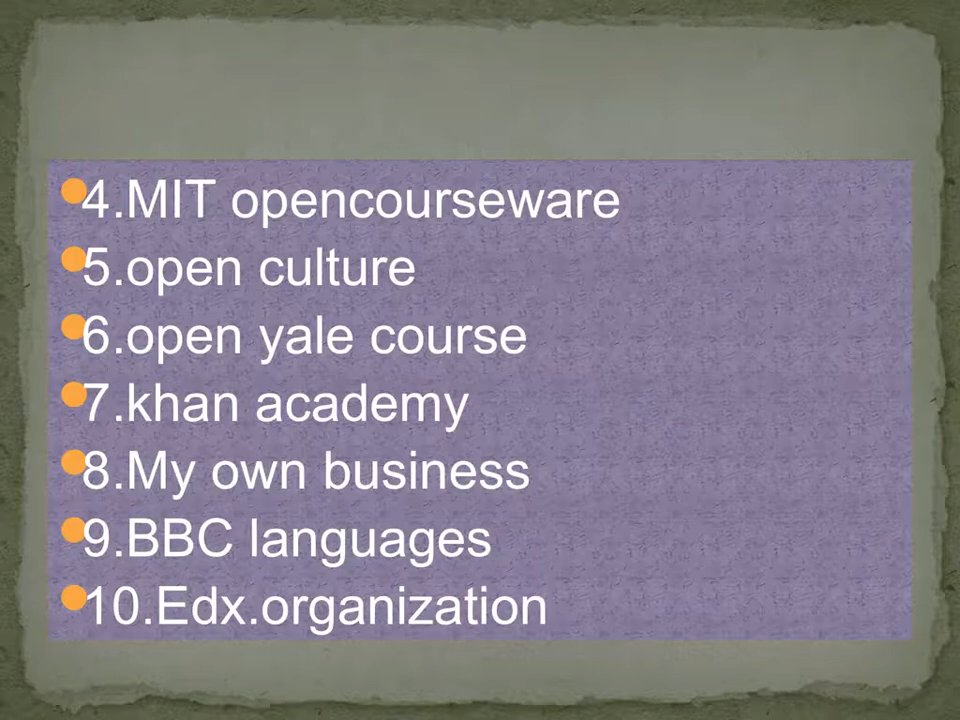 4.MIT opencourseware
5.open culture
6.open yale course
7.khan academy
8.My own business
9.BBC languages
10.Edx.organization